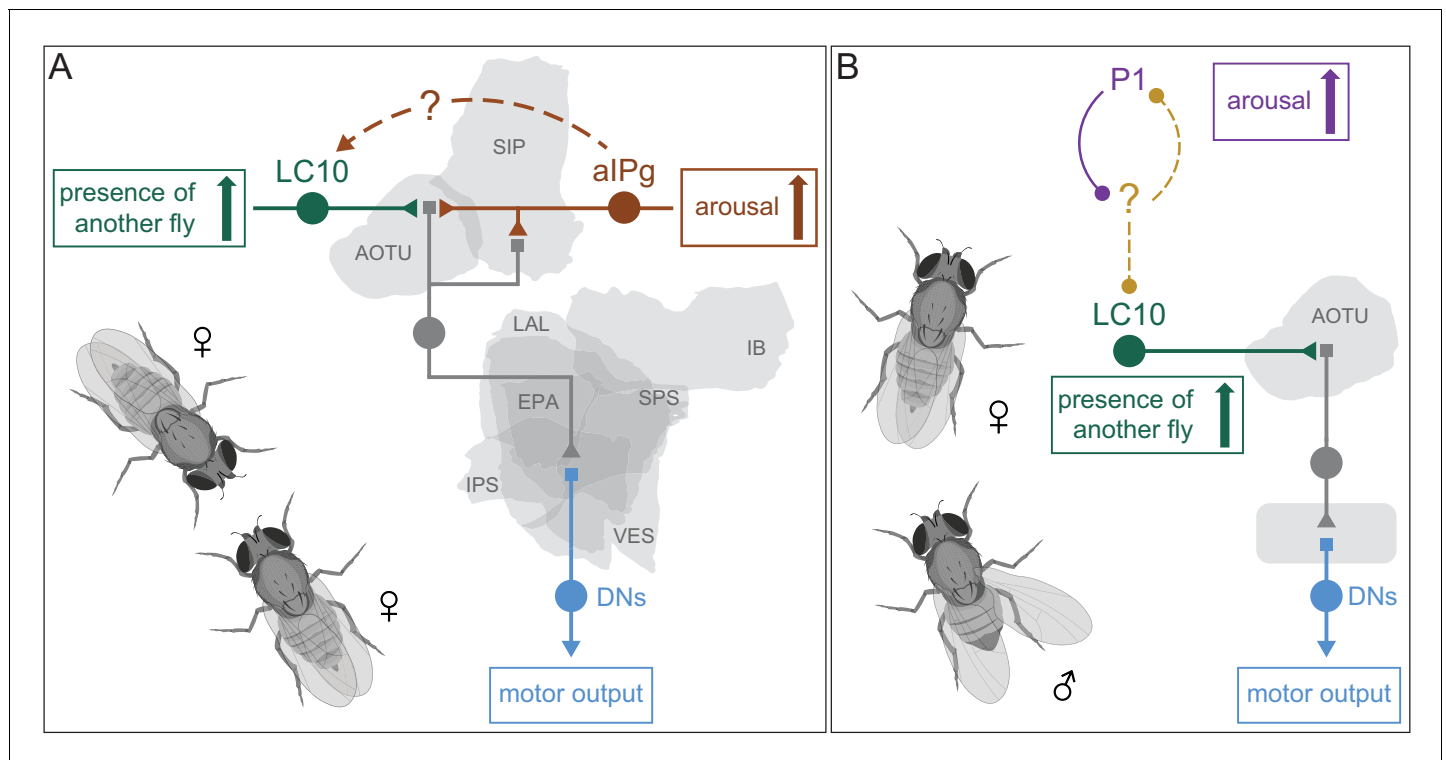 A
?
SIP
LC10
aIPg
presence of
another fly
arousal
AOTU
♀
LAL
IB
EPA
SPS
IPS
VES
♀
DNs
motor output
B
P1
arousal
?
LC10
AOTU
♀
presence of
another fly
DNs
♂
motor output